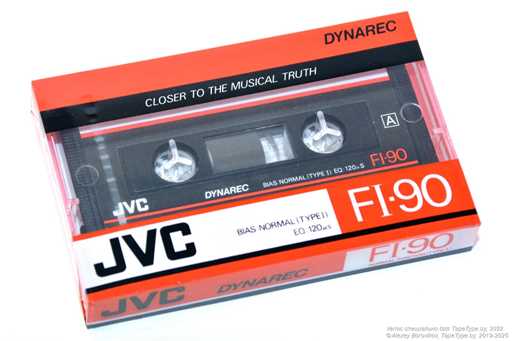 DYNAREC
CLOSER TO THE MUSICAL TRUTH
A
FI·90
BIAS NORMAL (TYPE I) EQ 120μS
DYNAREC
JVC
FI·90
BIAS NORMAL (TYPE I)
EQ 120μS
JVC
FI·90
DYNAREC
JVC